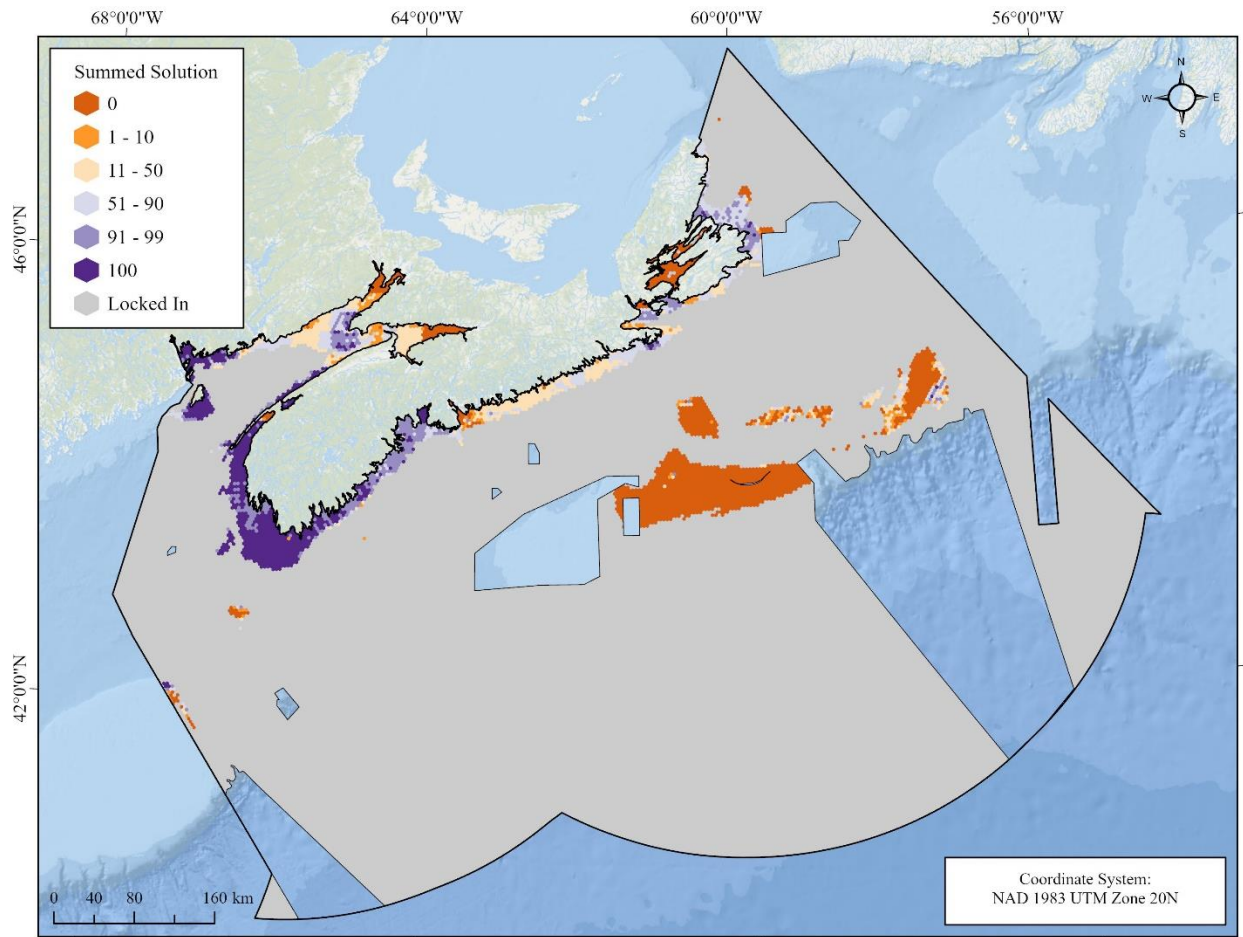 68°0'0"W 64°0'0"W 60°0'0"W 56°0'0"W
Summed Solution
0
1 - 10
11 - 50
51 - 90
91 - 99
100
Locked In
N
W E
S
46°0'0"N
42°0'0"N
0 40 80 160 km
Coordinate System:
NAD 1983 UTM Zone 20N